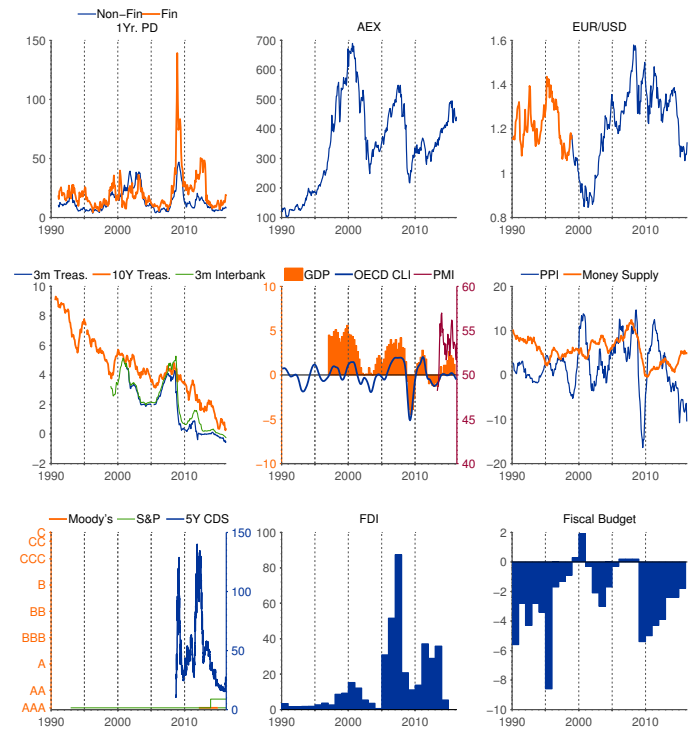 Non-Fin Fin
1Yr. PD
150
100
50
0
1990 2000 2010
AEX
700
600
500
400
300
200
100
1990 2000 2010
EUR/USD
1.6
1.4
1.2
1
0.8
1990 2000 2010
3m Treas. 10Y Treas. 3m Interbank
10
8
6
4
2
0
−2
1990 2000 2010
GDP OECD CLI PMI
10 60
5 55
0 50
−5 45
−10 40
1990 2000 2010
PPI Money Supply
20
10
0
−10
−20
1990 2000 2010
Moody's S&P 5Y CDS
C 150
CC
CCC
B 100
BB
BBB 50
A
AA
AAA 0
1990 2000 2010
FDI
100
80
60
40
20
0
1990 2000 2010
Fiscal Budget
2
0
−2
−4
−6
−8
−10
1990 2000 2010